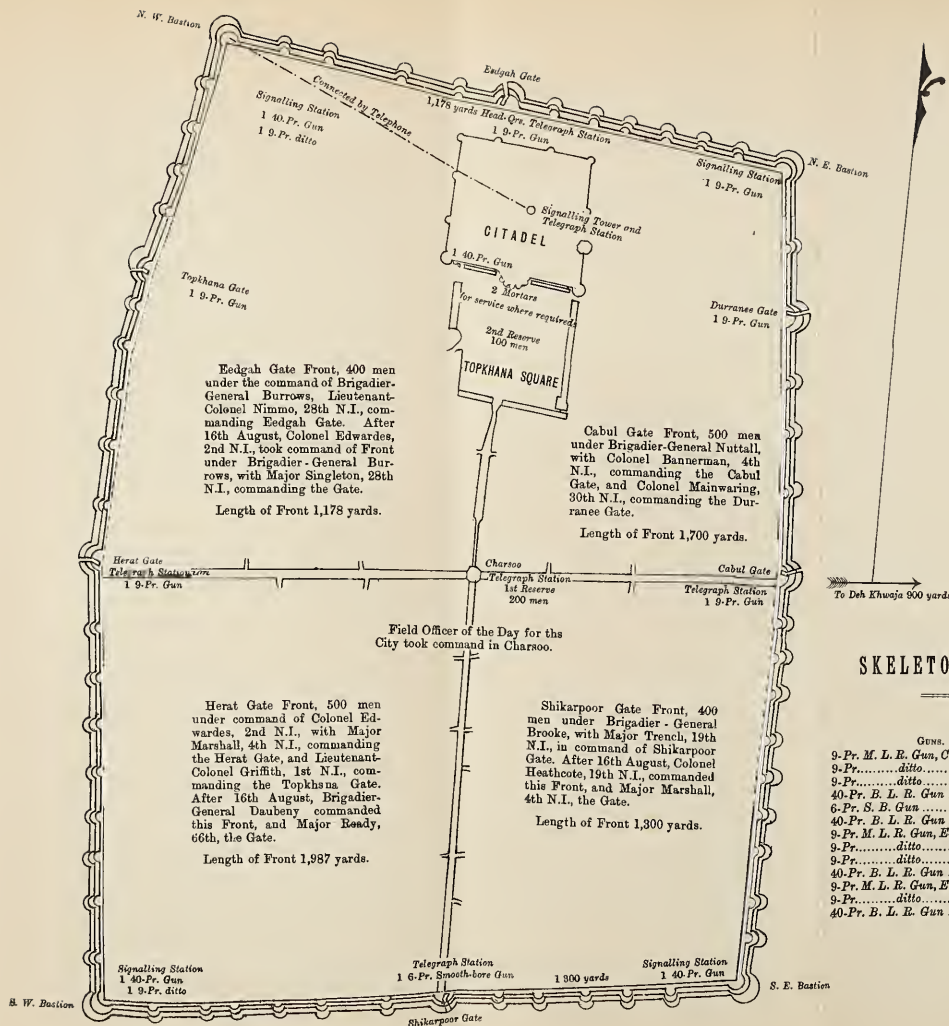 N. W. Bastion
Eedgah Gate
Connected by Telephone
Signalling Station
1 40-Pr. Gun
1 9-Pr. ditto
1,178 yards Head-Qrs. Telegraph Station
1 9-Pr. Gun
Signalling Station
1 9-Pr. Gun
N. E. Bastion
Signalling Tower and
Telegraph Station
CITADEL
1 40-Pr. Gun
2 Mortars
for service where required
2nd Reserve
100 men
TOPKHANA SQUARE
Topkhana Gate
1 9-Pr. Gun
Durranee Gate
1 9-Pr. Gun
Eedgah Gate Front, 400 men
under the command of Brigadier-
General Burrows, Lieutenant-
Colonel Nimmo, 28th N.I., com-
manding Eedgah Gate. After
16th August, Colonel Edwardes,
2nd N.I., took command of Front
under Brigadier-General Bur-
rows, with Major Singleton, 28th
N.I., commanding the Gate.
Length of Front 1,178 yards.
Cabul Gate Front, 500 men
under Brigadier-General Nuttall,
with Colonel Bannerman, 4th
N.I., commanding the Cabul
Gate, and Colonel Mainwaring,
30th N.I., commanding the Dur-
ranee Gate.
Length of Front 1,700 yards.
Herat Gate
Telegraph Station
1 9-Pr. Gun
Charsoo
Telegraph Station
1st Reserve
200 men
Cabul Gate
Telegraph Station
1 9-Pr. Gun
To Deh Khwaja 900 yards
Field Officer of the Day for ths
City took command in Charsoo.
Herat Gate Front, 500 men
under command of Colonel Ed-
wardes, 2nd N.I., with Major
Marshall, 4th N.I., commanding
the Herat Gate, and Lieutenant-
Colonel Griffith, 1st N.I., com-
manding the Topkhana Gate.
After 16th August, Brigadier-
General Daubeny commanded
this Front, and Major Ready,
66th, the Gate.
Length of Front 1,987 yards.
Shikarpoor Gate Front, 400
men under Brigadier-General
Brooke, with Major Trench, 19th
N.I., in command of Shikarpoor
Gate. After 16th August, Colonel
Heathcote, 19th N.I., commanded
this Front, and Major Marshall,
4th N.I., the Gate.
Length of Front 1,300 yards.
SKELETO
GUNS.
9-Pr. M. L. R. Gun, C
9-Pr.........ditto......
9-Pr.........ditto......
40-Pr. B. L. R. Gun
6-Pr. S. B. Gun ......
40-Pr. B. L. R. Gun
9-Pr. M. L. R. Gun, E
9-Pr.........ditto......
9-Pr.........ditto......
40-Pr. B. L. R. Gun
9-Pr. M. L. R. Gun, E
9-Pr.........ditto......
40-Pr. B. L. R. Gun
Signalling Station
1 40-Pr. Gun
1 9-Pr. ditto
Telegraph Station
1 6-Pr. Smooth-bore Gun
1 300 yards
Signalling Station
1 40-Pr. Gun
S. W. Bastion
Shikarpoor Gate
S. E. Bastion